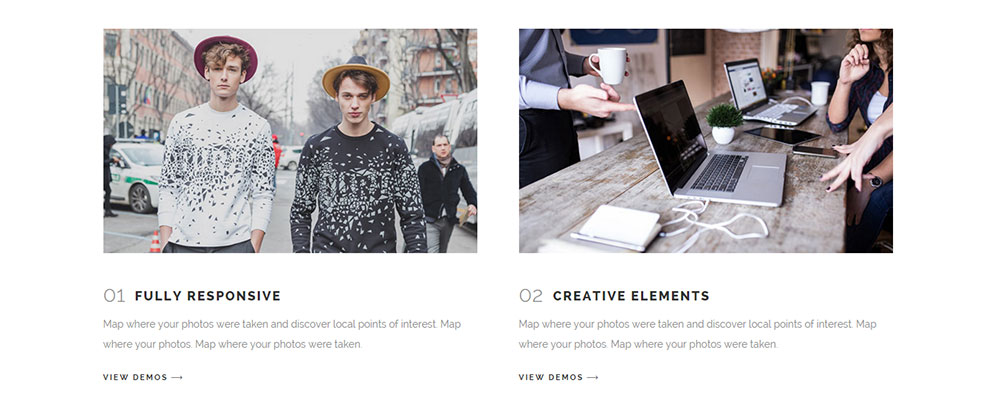 01 FULLY RESPONSIVE
Map where your photos were taken and discover local points of interest. Map
where your photos. Map where your photos were taken.
VIEW DEMOS →
02 CREATIVE ELEMENTS
Map where your photos were taken and discover local points of interest. Map
where your photos. Map where your photos were taken.
VIEW DEMOS →